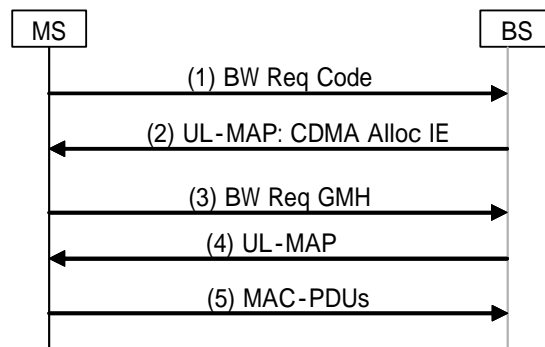 MS
BS
(1) BW Req Code
(2) UL-MAP: CDMA Alloc IE
(3) BW Req GMH
(4) UL-MAP
(5) MAC-PDUs